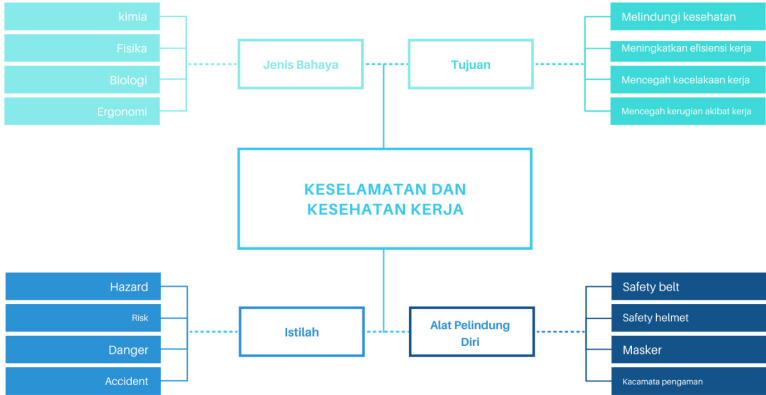 kimia
Fisika
Biologi
Ergonomi
Jenis Bahaya
Tujuan
Melindungi kesehatan
Meningkatkan efisiensi kerja
Mencegah kecelakaan kerja
Mencegah kerugian akibat kerja
KESELAMATAN DAN
KESEHATAN KERJA
Hazard
Risk
Danger
Accident
Istilah
Alat Pelindung
Diri
Safety belt
Safety helmet
Masker
Kacamata pengaman